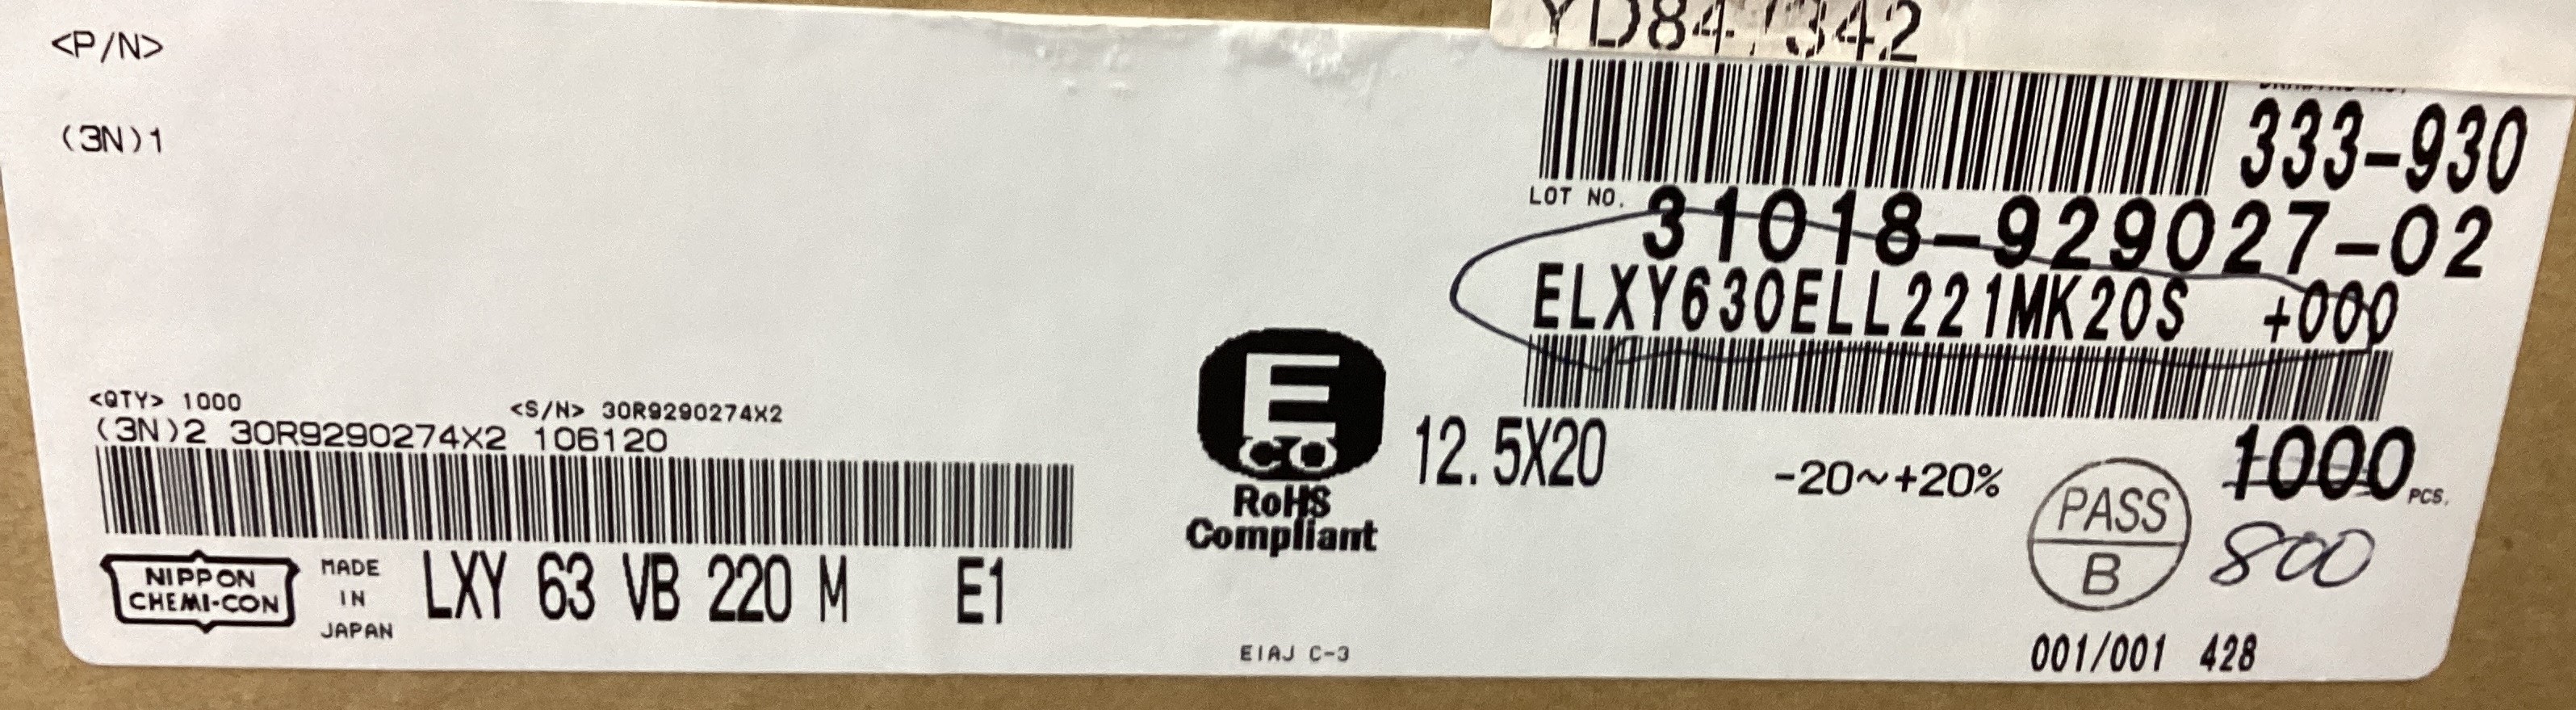 <P/N>
(3N)1
333-930
LOT NO. 31018-929027-02
ELXY630ELL221MK20S +000
<QTY> 1000 <S/N> 30R9290274X2
(3N)2 30R9290274X2 106120
E
CO
RoHS
Compliant
12.5X20
-20~+20%
1000 PCS.
800
PASS
B
NIPPON
CHEMI-CON
MADE
IN
JAPAN
LXY 63 VB 220 M E1
EIAJ C-3
001/001 428